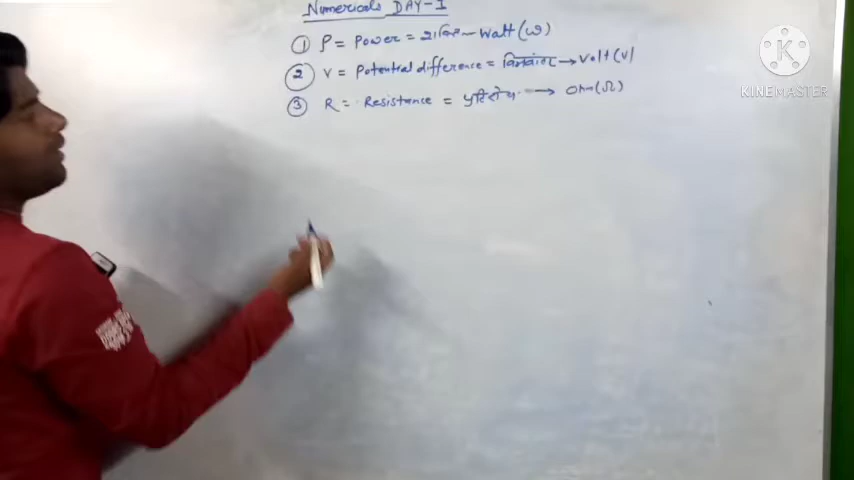 Numericals DAY-1
① P = Power = शक्ति — Watt (ω)
② V = Potential difference = विभवांतर → Volt (V)
③ R = Resistance = प्रतिरोध → Ohm (Ω)
K
KINEMASTER